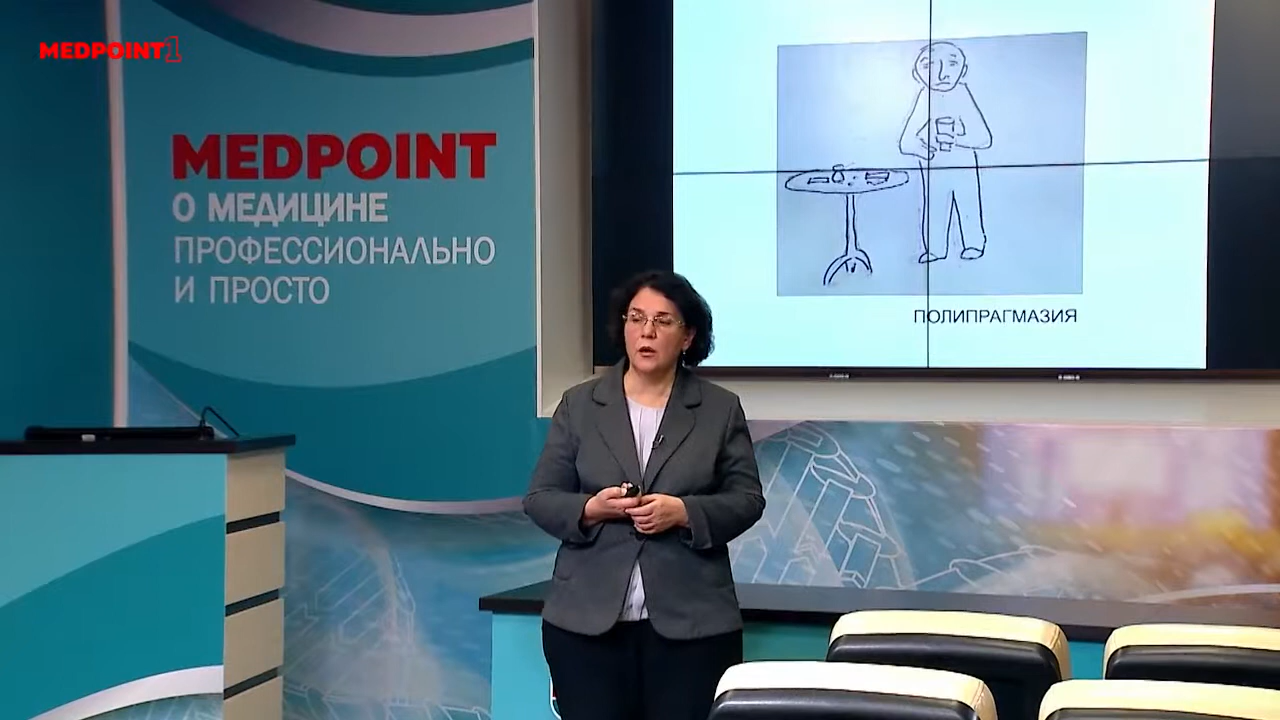 MEDPOINT1
MEDPOINT
О МЕДИЦИНЕ
ПРОФЕССИОНАЛЬНО
И ПРОСТО
ПОЛИПРАГМАЗИЯ